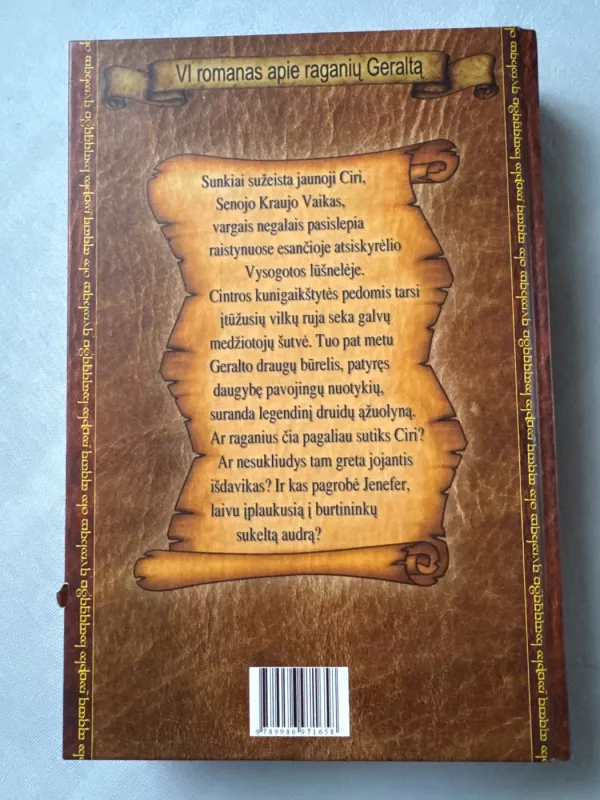 VI romanas apie raganių Geraltą
Sunkiai sužeista jaunoji Ciri,
Senojo Kraujo Vaikas,
vargais negalais pasislepia
raistynuose esančioje atsiskyrėlio
Vysogotos lūšnelėje.
Cintros kunigaikštytės pedomis tarsi
įtūžusių vilkų ruja seka galvų
medžiotojų šutvė. Tuo pat metu
Geralto draugų būrelis, patyręs
daugybę pavojingų nuotykių,
suranda legendinį druidų ąžuolyną.
Ar raganius čia pagaliau sutiks Ciri?
Ar nesukliudys tam greta jojantis
išdavikas? Ir kas pagrobė Jenefer,
laivu įplaukusią į burtininkų
sukeltą audrą?
9789986971658